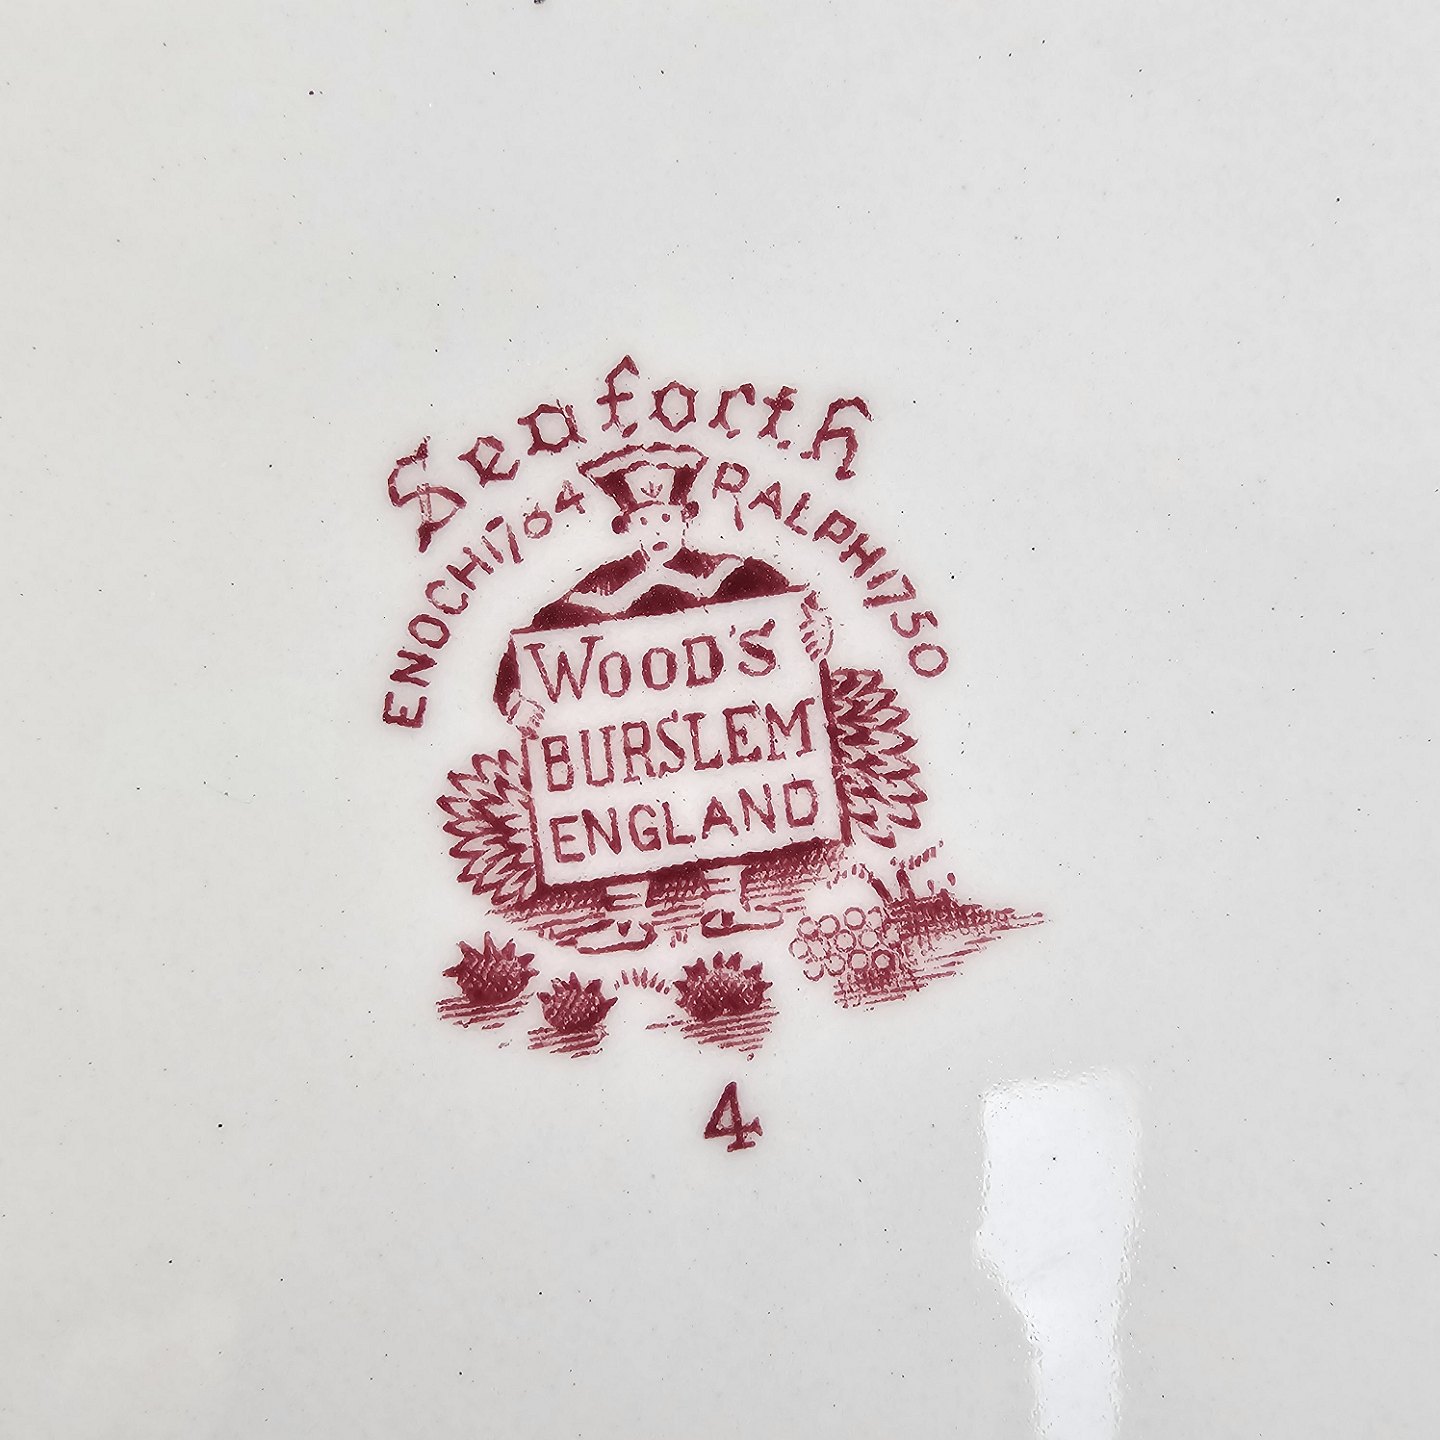 Seaforth
ENOCH 1764 RALPH 1750
WOOD'S
BURSLEM
ENGLAND
4